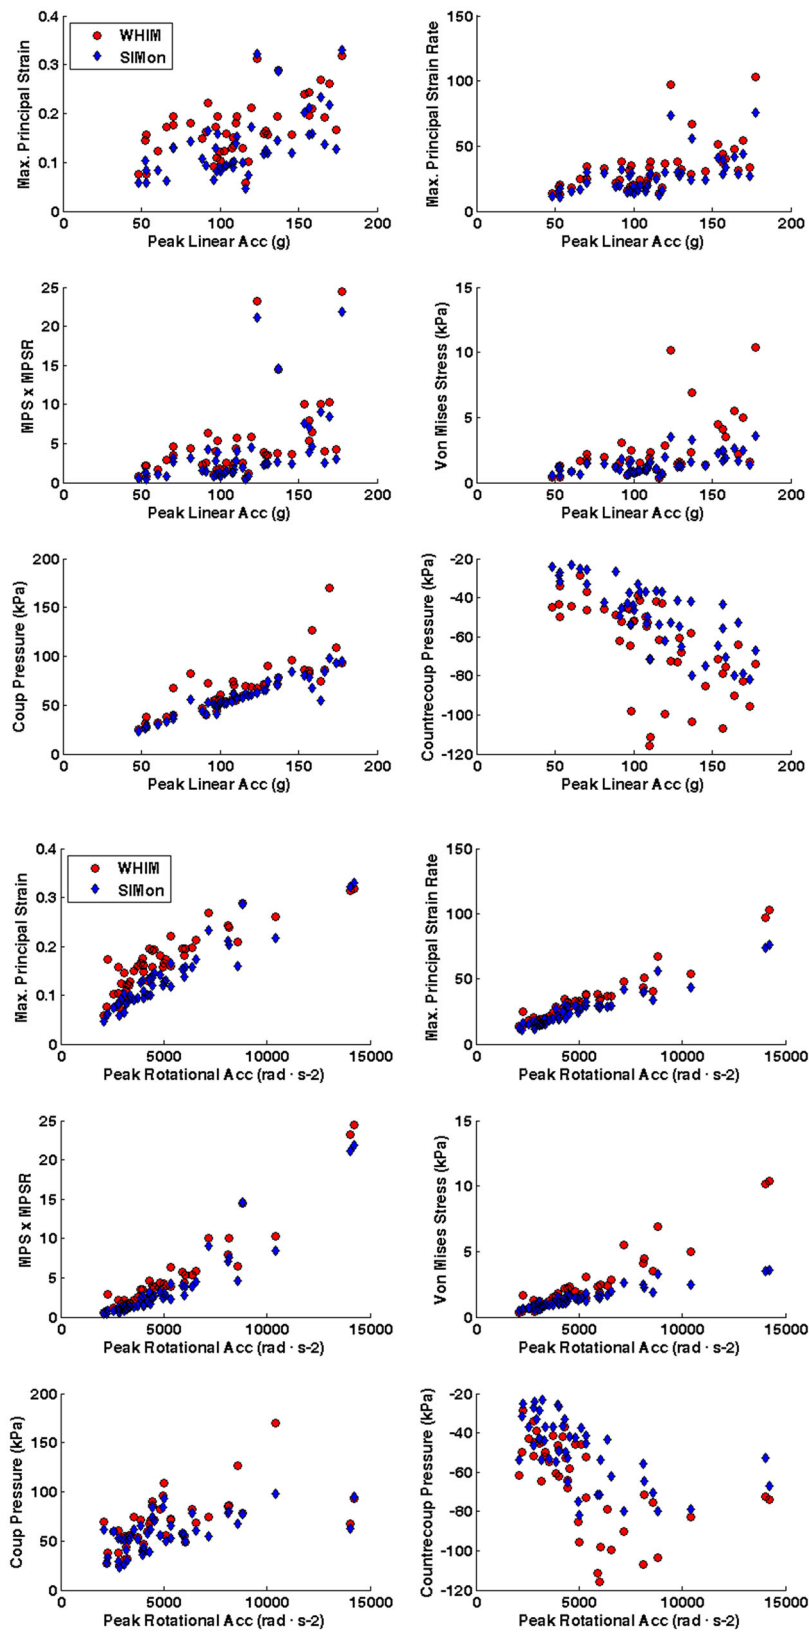 0.4
0.3
0.2
0.1
0
Max. Principal Strain
WHIM
SIMon
0 50 100 150 200
Peak Linear Acc (g)
150
100
50
0
Max. Principal Strain Rate
0 50 100 150 200
Peak Linear Acc (g)
25
20
15
10
5
0
MPS x MPSR
0 50 100 150 200
Peak Linear Acc (g)
15
10
5
0
Von Mises Stress (kPa)
0 50 100 150 200
Peak Linear Acc (g)
200
150
100
50
0
Coup Pressure (kPa)
0 50 100 150 200
Peak Linear Acc (g)
-20
-40
-60
-80
-100
-120
Countrecoup Pressure (kPa)
0 50 100 150 200
Peak Linear Acc (g)
0.4
0.3
0.2
0.1
0
Max. Principal Strain
WHIM
SIMon
0 5000 10000 15000
Peak Rotational Acc (rad · s-2)
150
100
50
0
Max. Principal Strain Rate
0 5000 10000 15000
Peak Rotational Acc (rad · s-2)
25
20
15
10
5
0
MPS x MPSR
0 5000 10000 15000
Peak Rotational Acc (rad · s-2)
15
10
5
0
Von Mises Stress (kPa)
0 5000 10000 15000
Peak Rotational Acc (rad · s-2)
200
150
100
50
0
Coup Pressure (kPa)
0 5000 10000 15000
Peak Rotational Acc (rad · s-2)
-20
-40
-60
-80
-100
-120
Countrecoup Pressure (kPa)
0 5000 10000 15000
Peak Rotational Acc (rad · s-2)